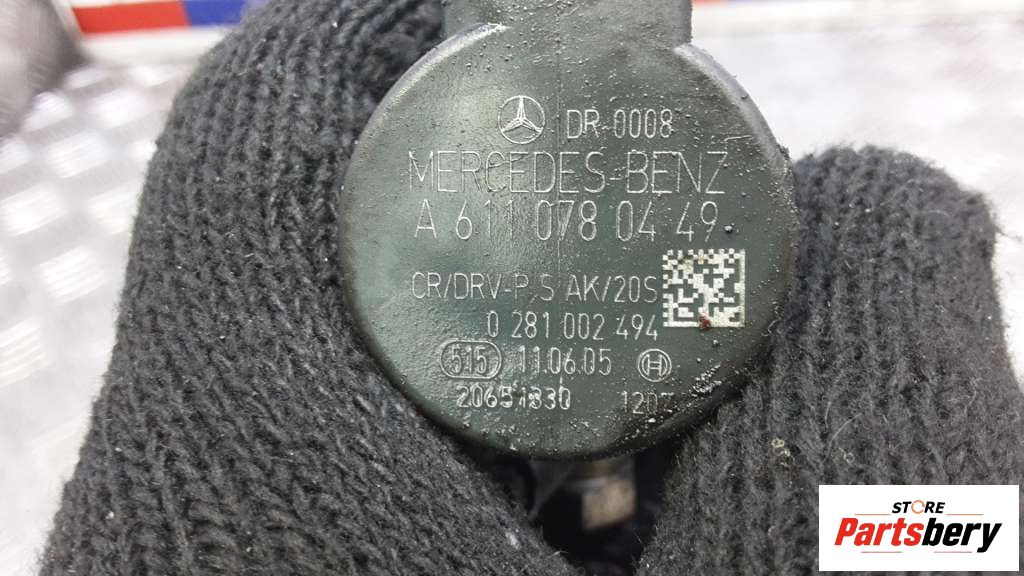 DR-0008
MERCEDES-BENZ
A 611 078 04 49
CR/DRV-P,S AK/20S
0 281 002 494
515 11.06.05
120
STORE
Partsbery